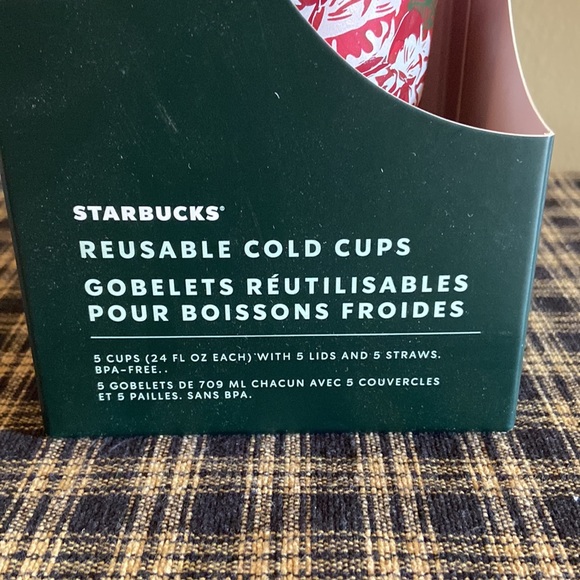 STARBUCKS®
REUSABLE COLD CUPS
GOBELETS RÉUTILISABLES
POUR BOISSONS FROIDES
5 CUPS (24 FL OZ EACH) WITH 5 LIDS AND 5 STRAWS.
BPA-FREE..
5 GOBELETS DE 709 ML CHACUN AVEC 5 COUVERCLES
ET 5 PAILLES. SANS BPA.